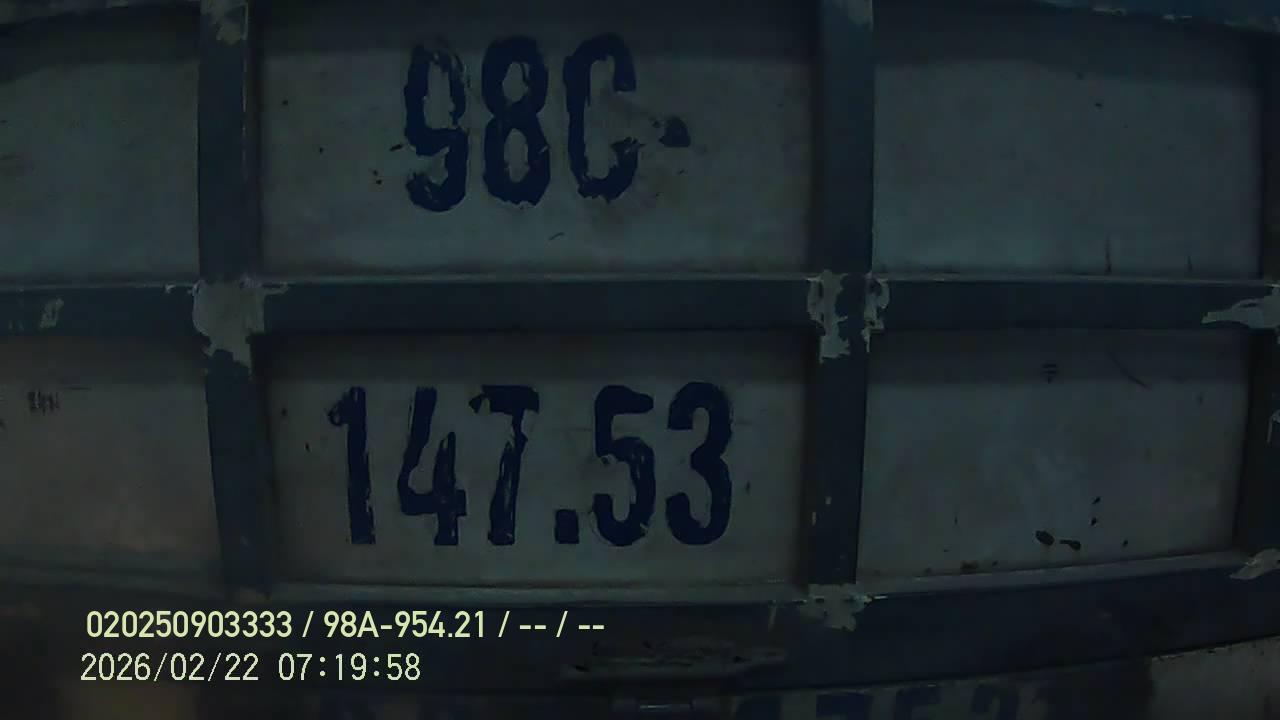 98C-
147.53
020250903333 / 98A-954.21 / -- / --
2026/02/22 07:19:58